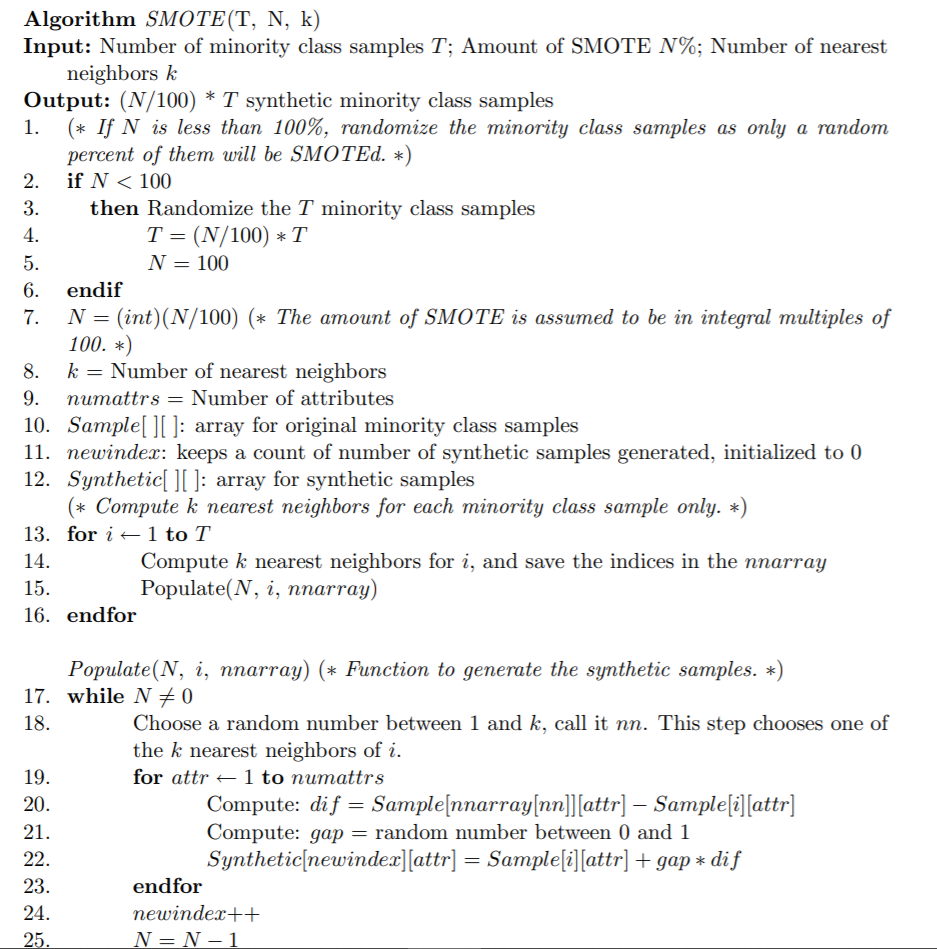 Algorithm SMOTE(T, N, k)
Input: Number of minority class samples T; Amount of SMOTE N%; Number of nearest
neighbors k
Output: (N/100) * T synthetic minority class samples
1. (∗ If N is less than 100%, randomize the minority class samples as only a random
percent of them will be SMOTEd. ∗)
2. if N < 100
3. then Randomize the T minority class samples
4. T = (N/100) ∗ T
5. N = 100
6. endif
7. N = (int)(N/100) (∗ The amount of SMOTE is assumed to be in integral multiples of
100. ∗)
8. k = Number of nearest neighbors
9. numattrs = Number of attributes
10. Sample[ ][ ]: array for original minority class samples
11. newindex: keeps a count of number of synthetic samples generated, initialized to 0
12. Synthetic[ ][ ]: array for synthetic samples
(∗ Compute k nearest neighbors for each minority class sample only. ∗)
13. for i ← 1 to T
14. Compute k nearest neighbors for i, and save the indices in the nnarray
15. Populate(N, i, nnarray)
16. endfor
Populate(N, i, nnarray) (∗ Function to generate the synthetic samples. ∗)
17. while N ≠ 0
18. Choose a random number between 1 and k, call it nn. This step chooses one of
the k nearest neighbors of i.
19. for attr ← 1 to numattrs
20. Compute: dif = Sample[nnarray[nn]][attr] − Sample[i][attr]
21. Compute: gap = random number between 0 and 1
22. Synthetic[newindex][attr] = Sample[i][attr] + gap ∗ dif
23. endfor
24. newindex++
25. N = N − 1